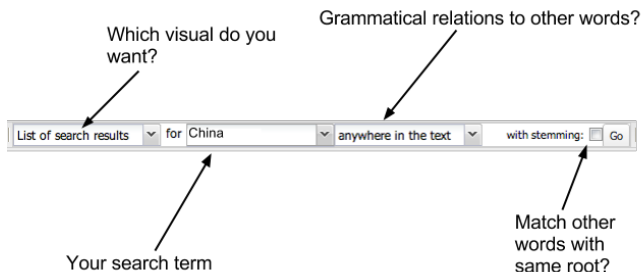 Grammatical relations to other words?
Which visual do you
want?
List of search results for China anywhere in the text with stemming: Go
Your search term
Match other
words with
same root?